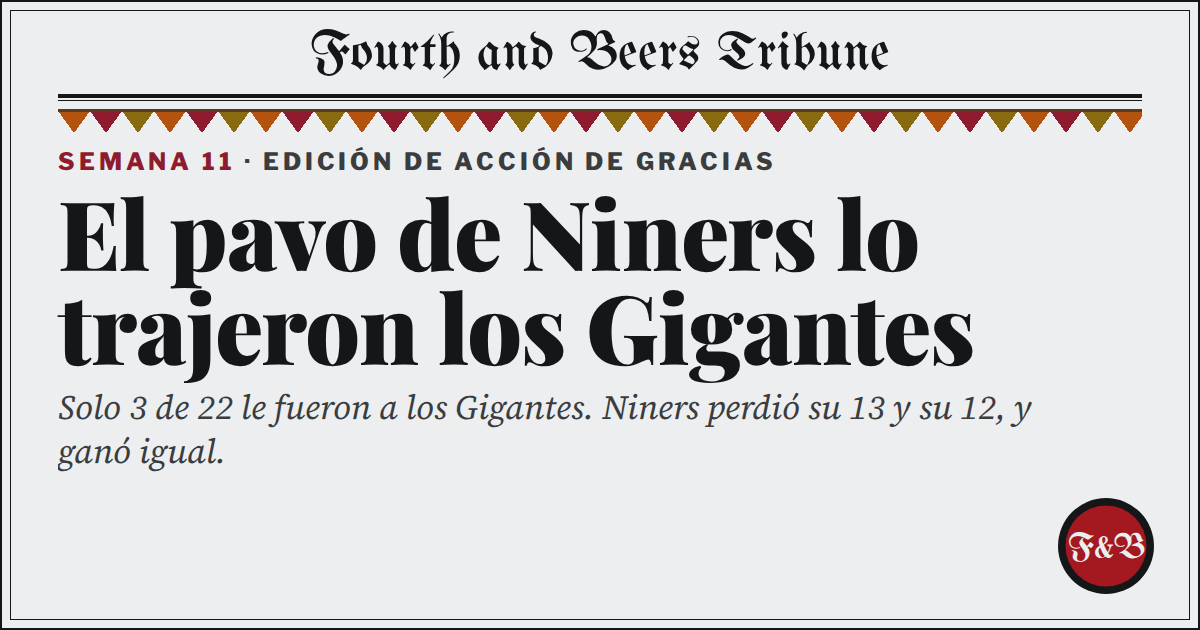 Fourth and Beers Tribune
SEMANA 11 · EDICIÓN DE ACCIÓN DE GRACIAS
El pavo de Niners lo
trajeron los Gigantes
Solo 3 de 22 le fueron a los Gigantes. Niners perdió su 13 y su 12, y
ganó igual.
F&B